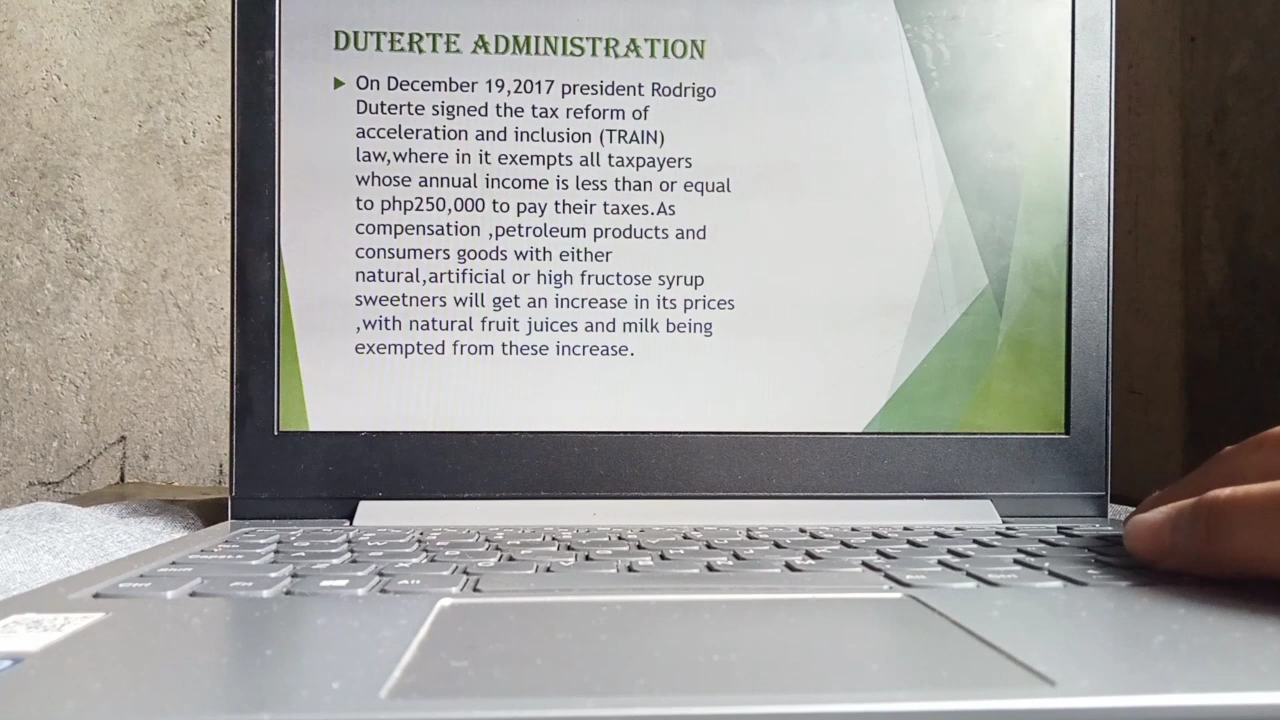 DUTERTE ADMINISTRATION
On December 19,2017 president Rodrigo
Duterte signed the tax reform of
acceleration and inclusion (TRAIN)
law,where in it exempts all taxpayers
whose annual income is less than or equal
to php250,000 to pay their taxes.As
compensation ,petroleum products and
consumers goods with either
natural,artificial or high fructose syrup
sweetners will get an increase in its prices
,with natural fruit juices and milk being
exempted from these increase.